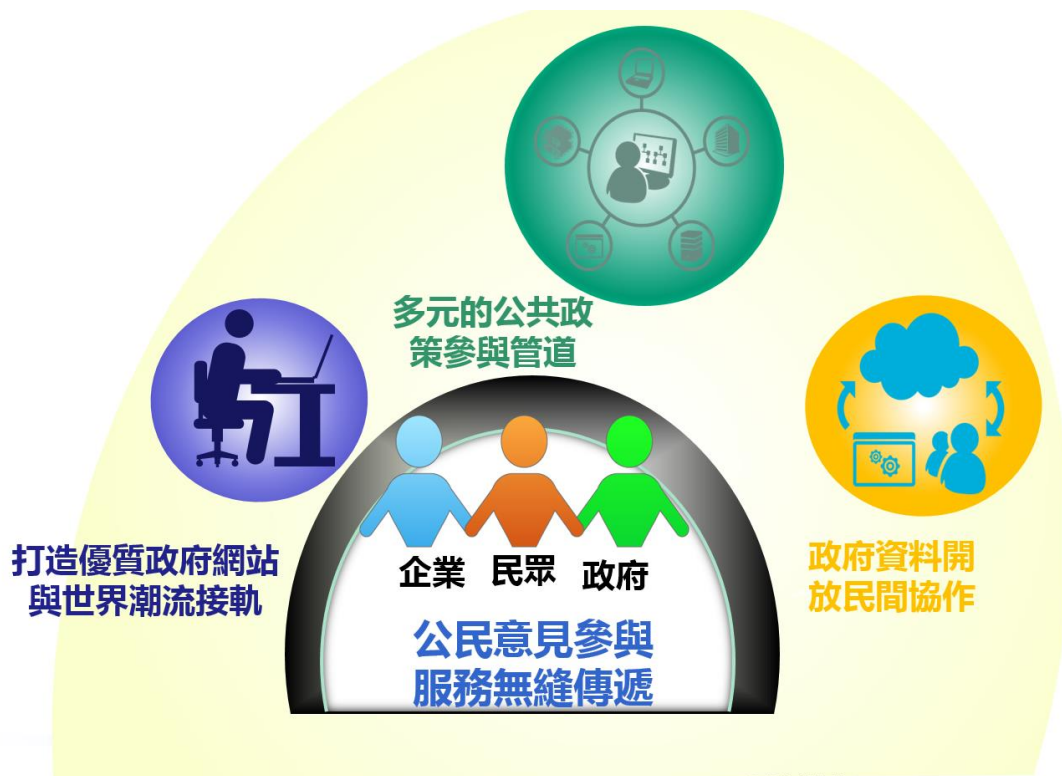 多元的公共政
策參與管道
打造優質政府網站
與世界潮流接軌
政府資料開
放民間協作
企業 民眾 政府
公民意見參與
服務無縫傳遞